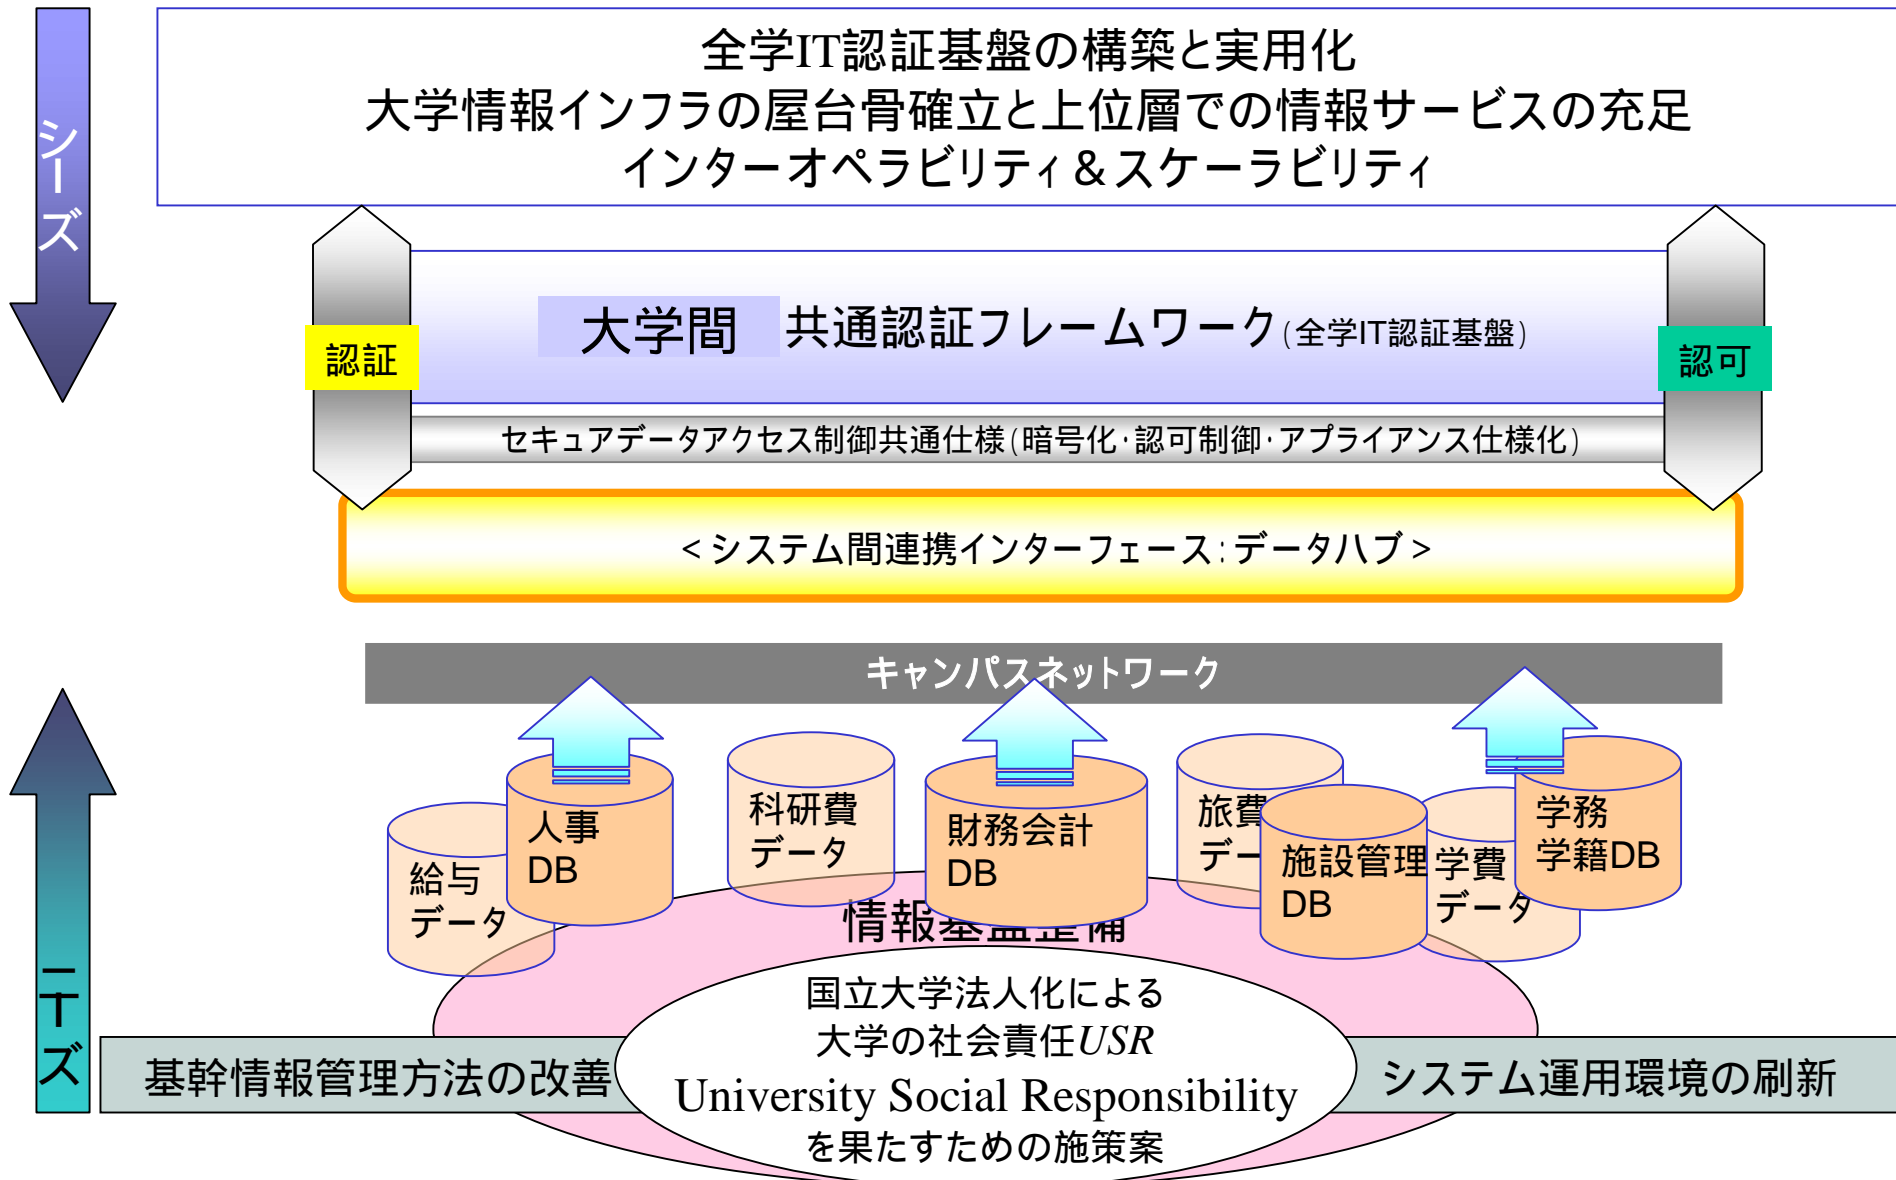 シーズ
全学IT認証基盤の構築と実用化
大学情報インフラの屋台骨確立と上位層での情報サービスの充足
インターオペラビリティ&スケーラビリティ
認証
大学間 共通認証フレームワーク(全学IT認証基盤)
認可
セキュアデータアクセス制御共通仕様(暗号化・認可制御・アプライアンス仕様化)
<システム間連携インターフェース:データハブ>
キャンパスネットワーク
ニーズ
給与
データ
人事
DB
科研費
データ
財務会計
DB
旅費
デー
施設管理
DB
学費
データ
学務
学籍DB
情報基盤整備
国立大学法人化による
大学の社会責任USR
University Social Responsibility
を果たすための施策案
基幹情報管理方法の改善
システム運用環境の刷新